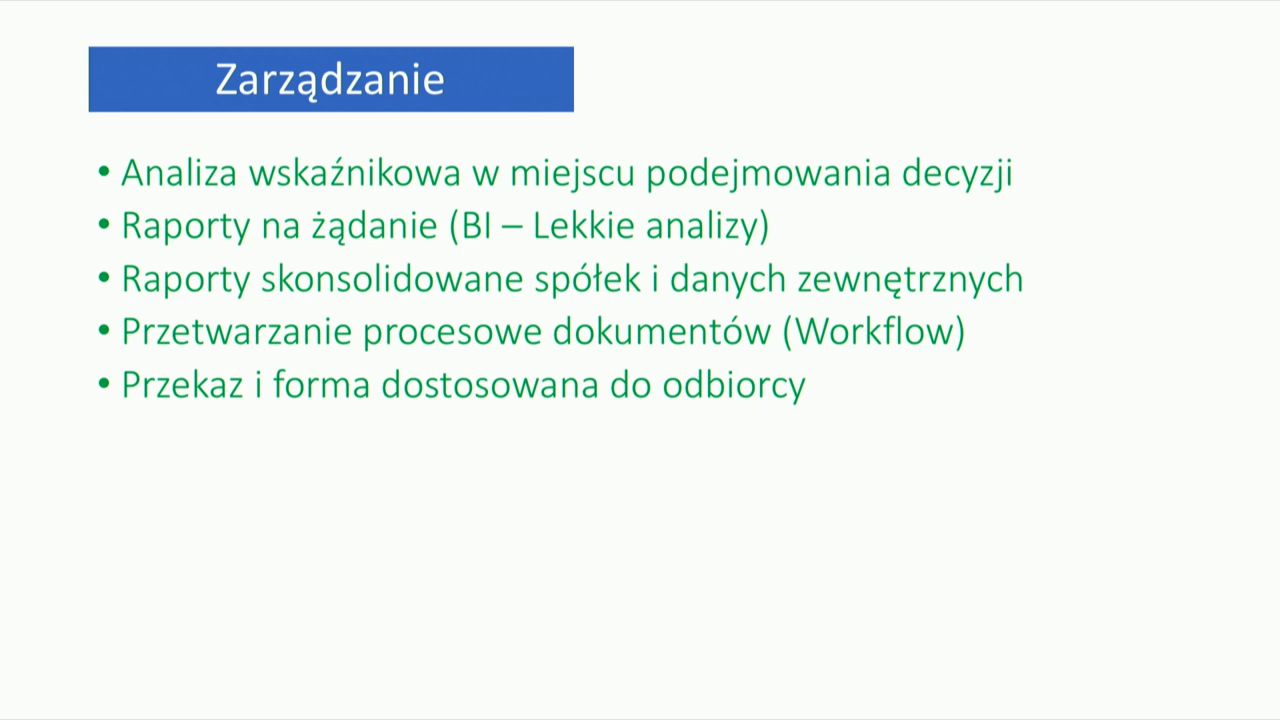 Zarządzanie
• Analiza wskaźnikowa w miejscu podejmowania decyzji
• Raporty na żądanie (BI – Lekkie analizy)
• Raporty skonsolidowane spółek i danych zewnętrznych
• Przetwarzanie procesowe dokumentów (Workflow)
• Przekaz i forma dostosowana do odbiorcy